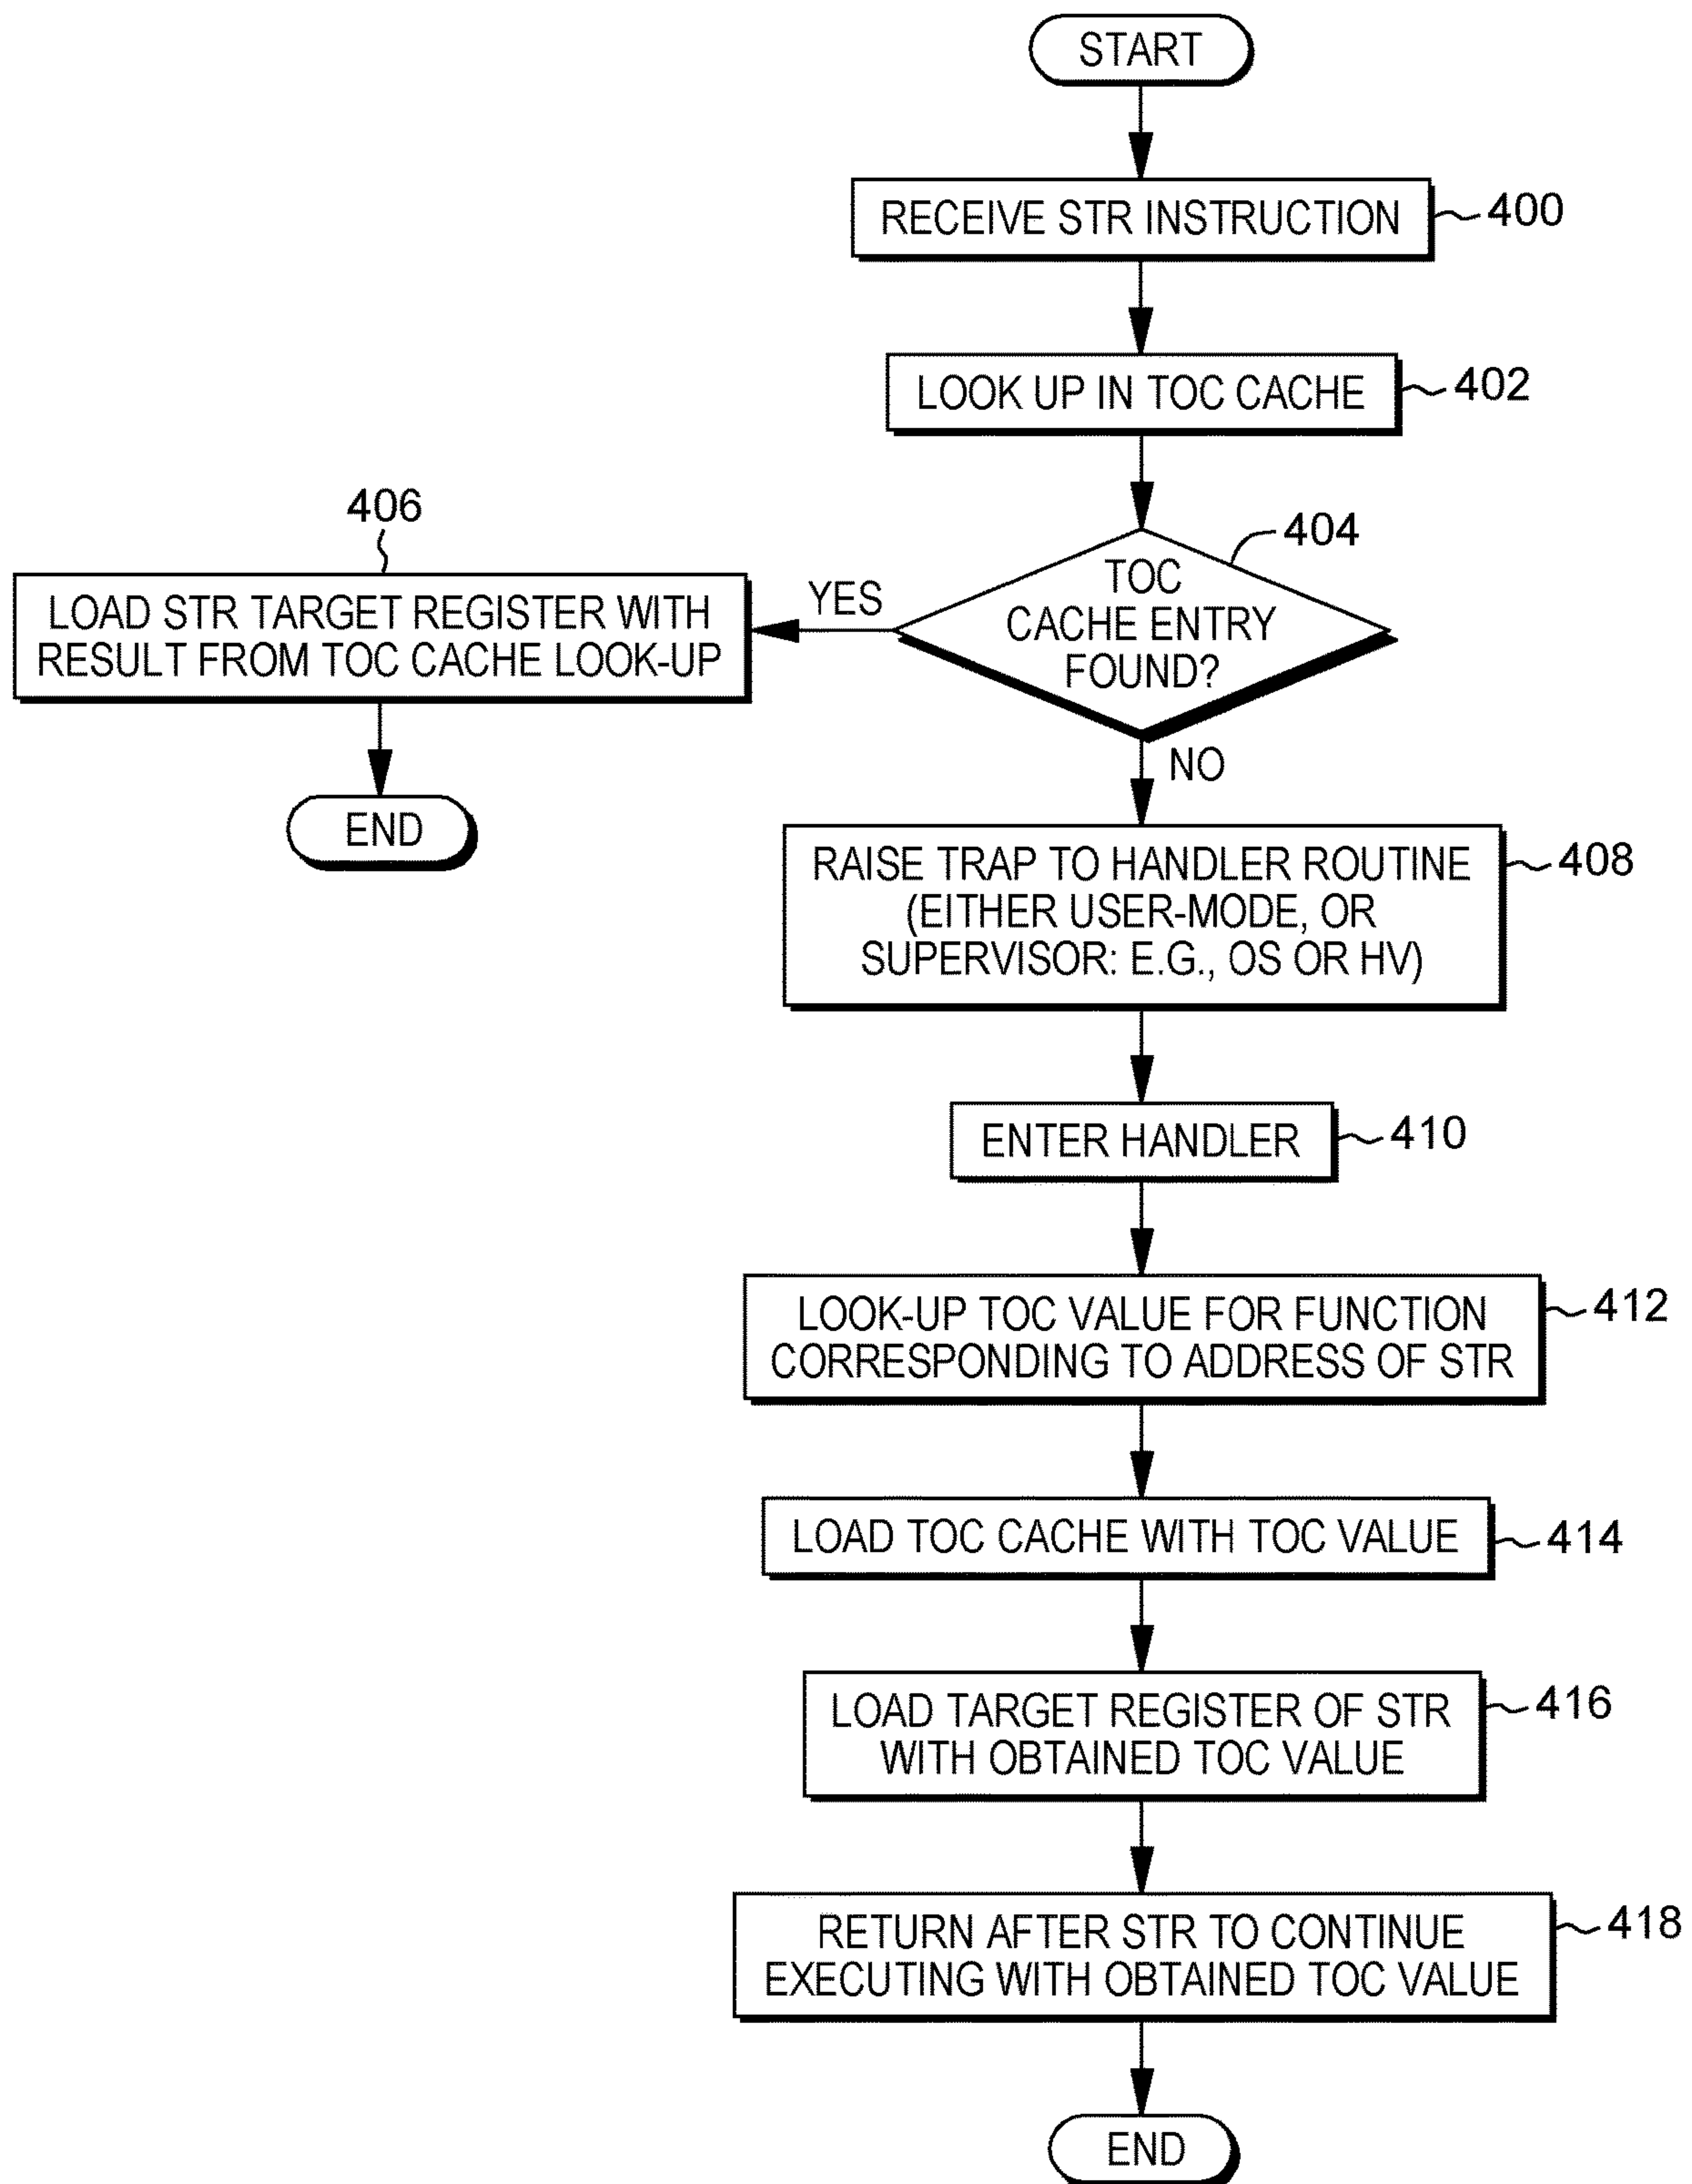 START
RECEIVE STR INSTRUCTION
400
LOOK UP IN TOC CACHE
402
404
TOC
CACHE ENTRY
FOUND?
YES
406
LOAD STR TARGET REGISTER WITH
RESULT FROM TOC CACHE LOOK-UP
END
NO
RAISE TRAP TO HANDLER ROUTINE
(EITHER USER-MODE, OR
SUPERVISOR: E.G., OS OR HV)
408
ENTER HANDLER
410
LOOK-UP TOC VALUE FOR FUNCTION
CORRESPONDING TO ADDRESS OF STR
412
LOAD TOC CACHE WITH TOC VALUE
414
LOAD TARGET REGISTER OF STR
WITH OBTAINED TOC VALUE
416
RETURN AFTER STR TO CONTINUE
EXECUTING WITH OBTAINED TOC VALUE
418
END